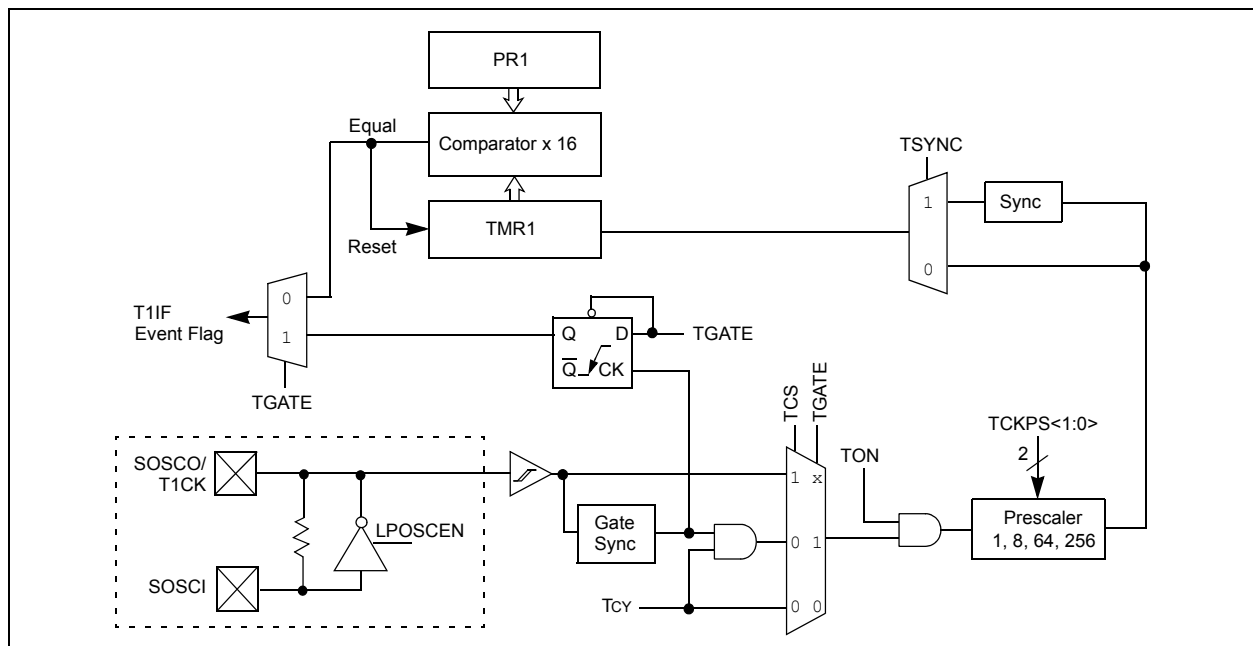 PR1
Equal
Comparator x 16
TSYNC
1
Sync
Reset
TMR1
0
0
T1IF
Event Flag
1
Q
D
TGATE
Q̅
CK
TGATE
TCS
TGATE
TCKPS<1:0>
2
SOSCO/
T1CK
TON
1 x
Prescaler
1, 8, 64, 256
Gate
Sync
LPOSCEN
0 1
SOSCI
TCY
0 0